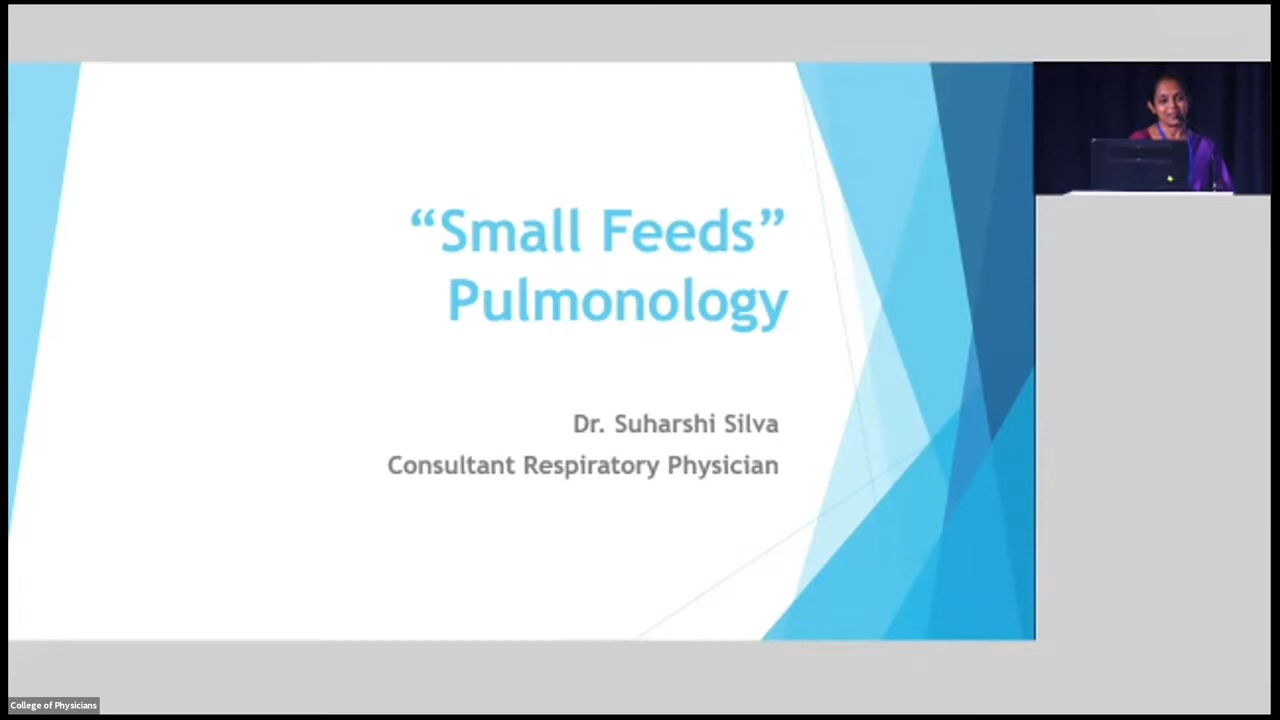 “Small Feeds”
Pulmonology
Dr. Suharshi Silva
Consultant Respiratory Physician
College of Physicians